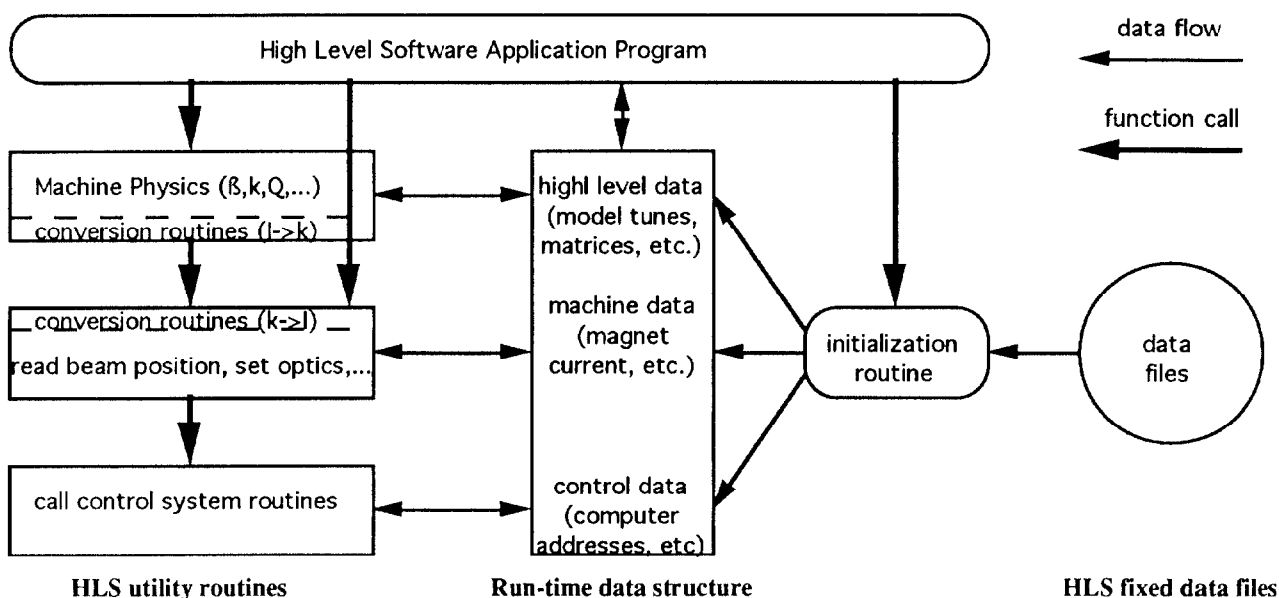 High Level Software Application Program
data flow
function call
Machine Physics (ß,k,Q,...)
conversion routines (I->k)
conversion routines (k->I)
read beam position, set optics,...
call control system routines
highl level data
(model tunes,
matrices, etc.)
machine data
(magnet
current, etc.)
control data
(computer
addresses, etc)
initialization
routine
data
files
HLS utility routines
Run-time data structure
HLS fixed data files